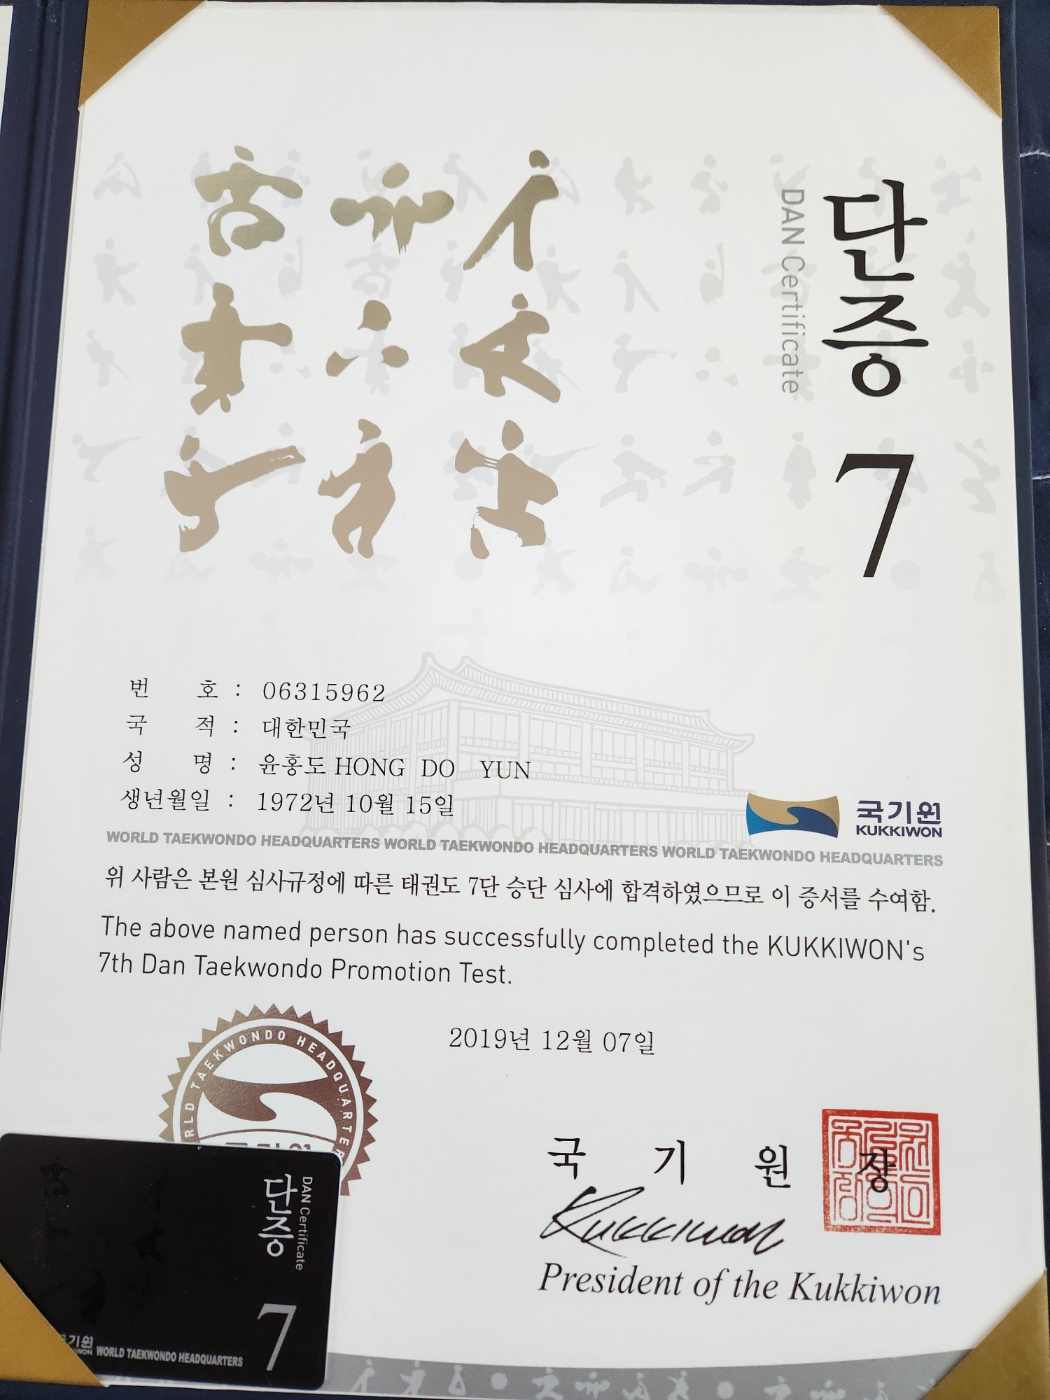 단증
DAN Certificate
7
번 호 : 06315962
국 적 : 대한민국
성 명 : 윤홍도 HONG DO YUN
생년월일 : 1972년 10월 15일
국기원
KUKKIWON
WORLD TAEKWONDO HEADQUARTERS WORLD TAEKWONDO HEADQUARTERS WORLD TAEKWONDO HEADQUARTERS
위 사람은 본원 심사규정에 따른 태권도 7단 승단 심사에 합격하였으므로 이 증서를 수여함.
The above named person has successfully completed the KUKKIWON's
7th Dan Taekwondo Promotion Test.
2019년 12월 07일
TAEKWONDO HEADQUARTER
국 기 원 장
Kukkiwon
President of the Kukkiwon
단증
DAN Certificate
7
기원
WORLD TAEKWONDO HEADQUARTERS